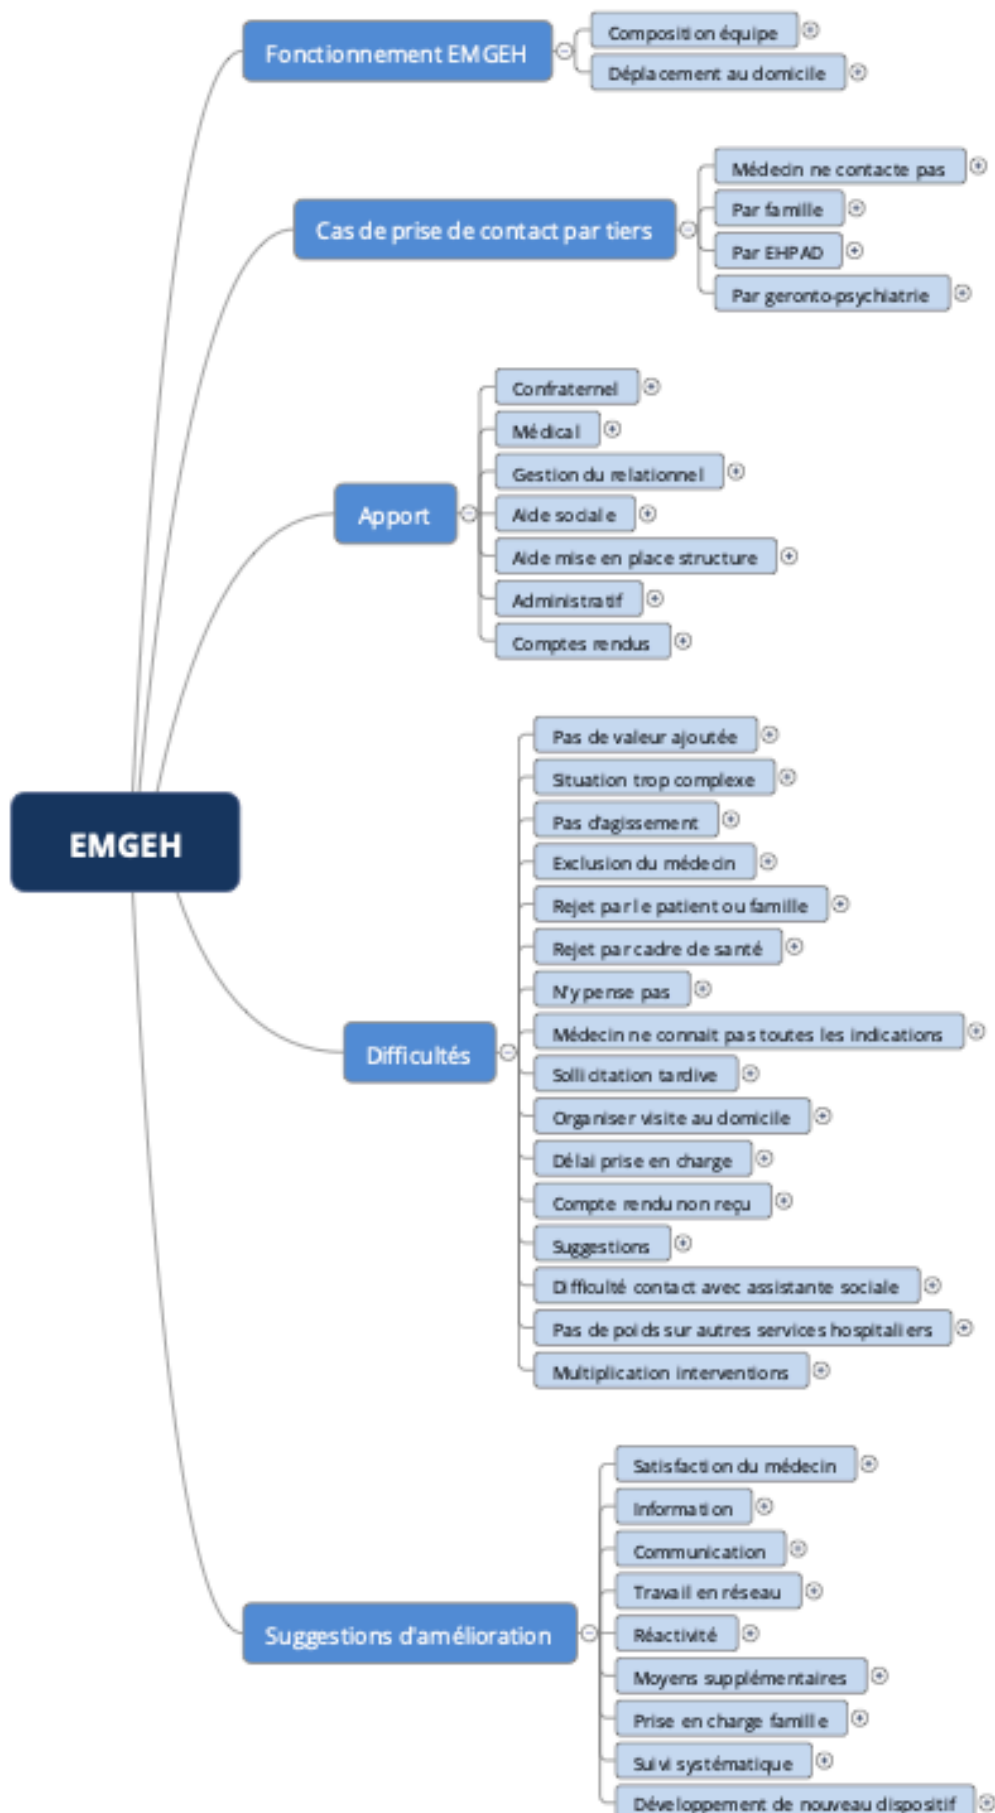 Fonctionnement EMGEH
Composition équipe
Déplacement au domicile
Cas de prise de contact par tiers
Médecin ne contacte pas
Par famille
Par EHPAD
Par geronto-psychiatrie
Apport
Confraternel
Médical
Gestion du relationnel
Aide sociale
Aide mise en place structure
Administratif
Comptes rendus
EMGEH
Difficultés
Pas de valeur ajoutée
Situation trop complexe
Pas d'agissement
Exclusion du médecin
Rejet par le patient ou famille
Rejet par cadre de santé
N'y pense pas
Médecin ne connait pas toutes les indications
Sollicitation tardive
Organiser visite au domicile
Délai prise en charge
Compte rendu non reçu
Suggestions
Difficulté contact avec assistante sociale
Pas de poids sur autres services hospitaliers
Multiplication interventions
Suggestions d'amélioration
Satisfaction du médecin
Information
Communication
Travail en réseau
Réactivité
Moyens supplémentaires
Prise en charge famille
Suivi systématique
Développement de nouveau dispositif